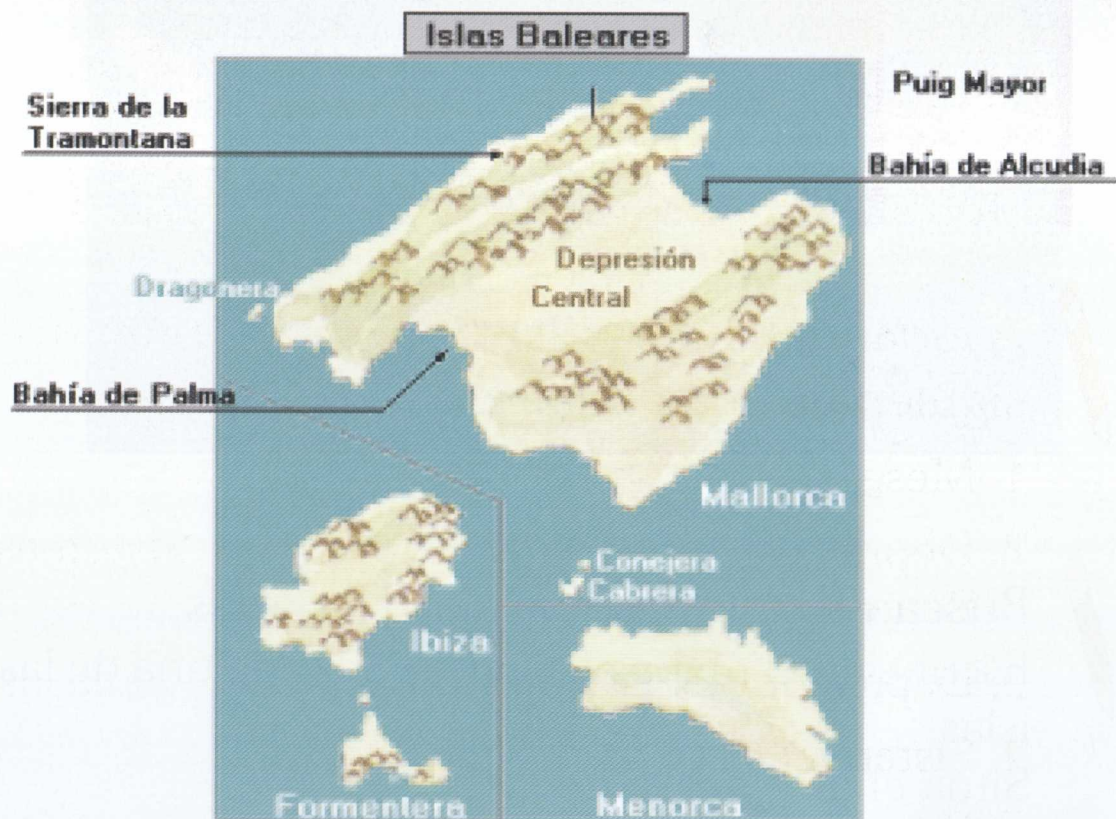 Islas Baleares
Puig Mayor
Sierra de la
Tramontana
Bahía de Alcudia
Depresión
Central
Dragonera
Bahía de Palma
Mallorca
Conejera
Cabrera
Ibiza
Formentera
Menorca